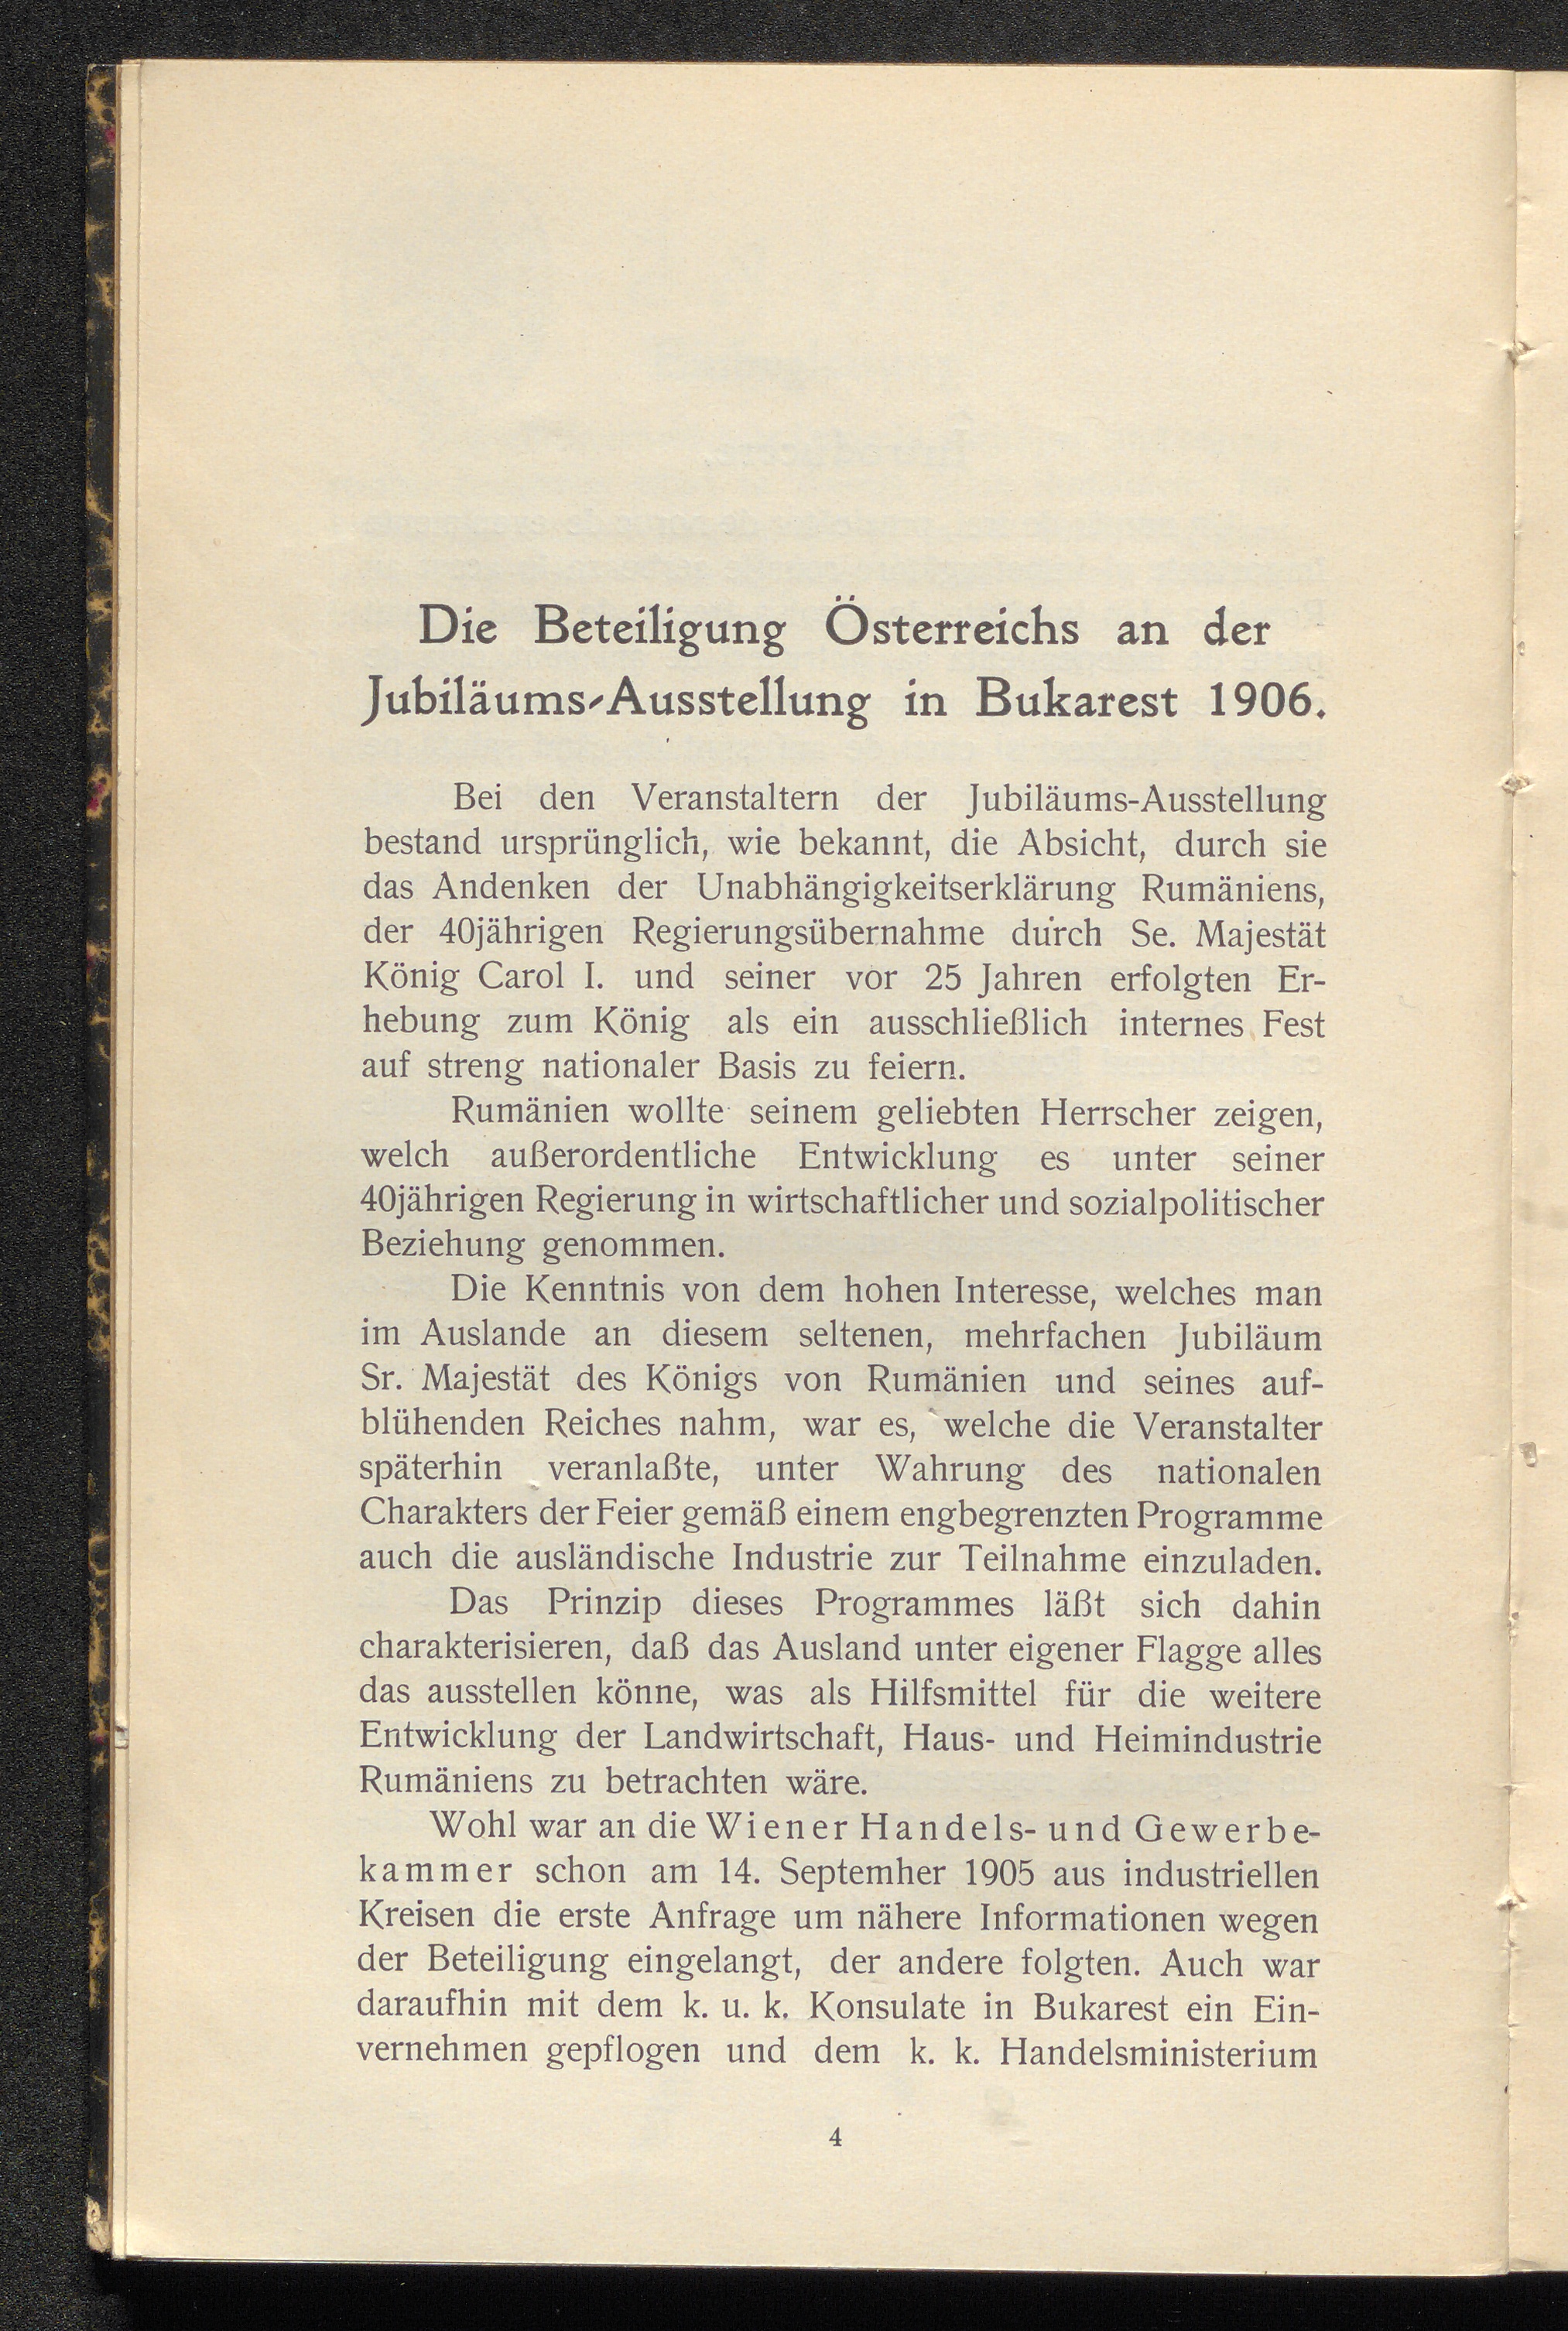 Die Beteiligung Österreichs an der
Jubiläums-Ausstellung in Bukarest 1906.
Bei den Veranstaltern der Jubiläums-Ausstellung
bestand ursprünglich, wie bekannt, die Absicht, durch sie
das Andenken der Unabhängigkeitserklärung Rumäniens,
der 40jährigen Regierungsübernahme durch Se. Majestät
König Carol I. und seiner vor 25 Jahren erfolgten Er-
hebung zum König als ein ausschließlich internes Fest
auf streng nationaler Basis zu feiern.
Rumänien wollte seinem geliebten Herrscher zeigen,
welch außerordentliche Entwicklung es unter seiner
40jährigen Regierung in wirtschaftlicher und sozialpolitischer
Beziehung genommen.
Die Kenntnis von dem hohen Interesse, welches man
im Auslande an diesem seltenen, mehrfachen Jubiläum
Sr. Majestät des Königs von Rumänien und seines auf-
blühenden Reiches nahm, war es, welche die Veranstalter
späterhin veranlaßte, unter Wahrung des nationalen
Charakters der Feier gemäß einem engbegrenzten Programme
auch die ausländische Industrie zur Teilnahme einzuladen.
Das Prinzip dieses Programmes läßt sich dahin
charakterisieren, daß das Ausland unter eigener Flagge alles
das ausstellen könne, was als Hilfsmittel für die weitere
Entwicklung der Landwirtschaft, Haus- und Heimindustrie
Rumäniens zu betrachten wäre.
Wohl war an die Wiener Handels- und Gewerbe-
kammer schon am 14. Septemher 1905 aus industriellen
Kreisen die erste Anfrage um nähere Informationen wegen
der Beteiligung eingelangt, der andere folgten. Auch war
daraufhin mit dem k. u. k. Konsulate in Bukarest ein Ein-
vernehmen gepflogen und dem k. k. Handelsministerium
4